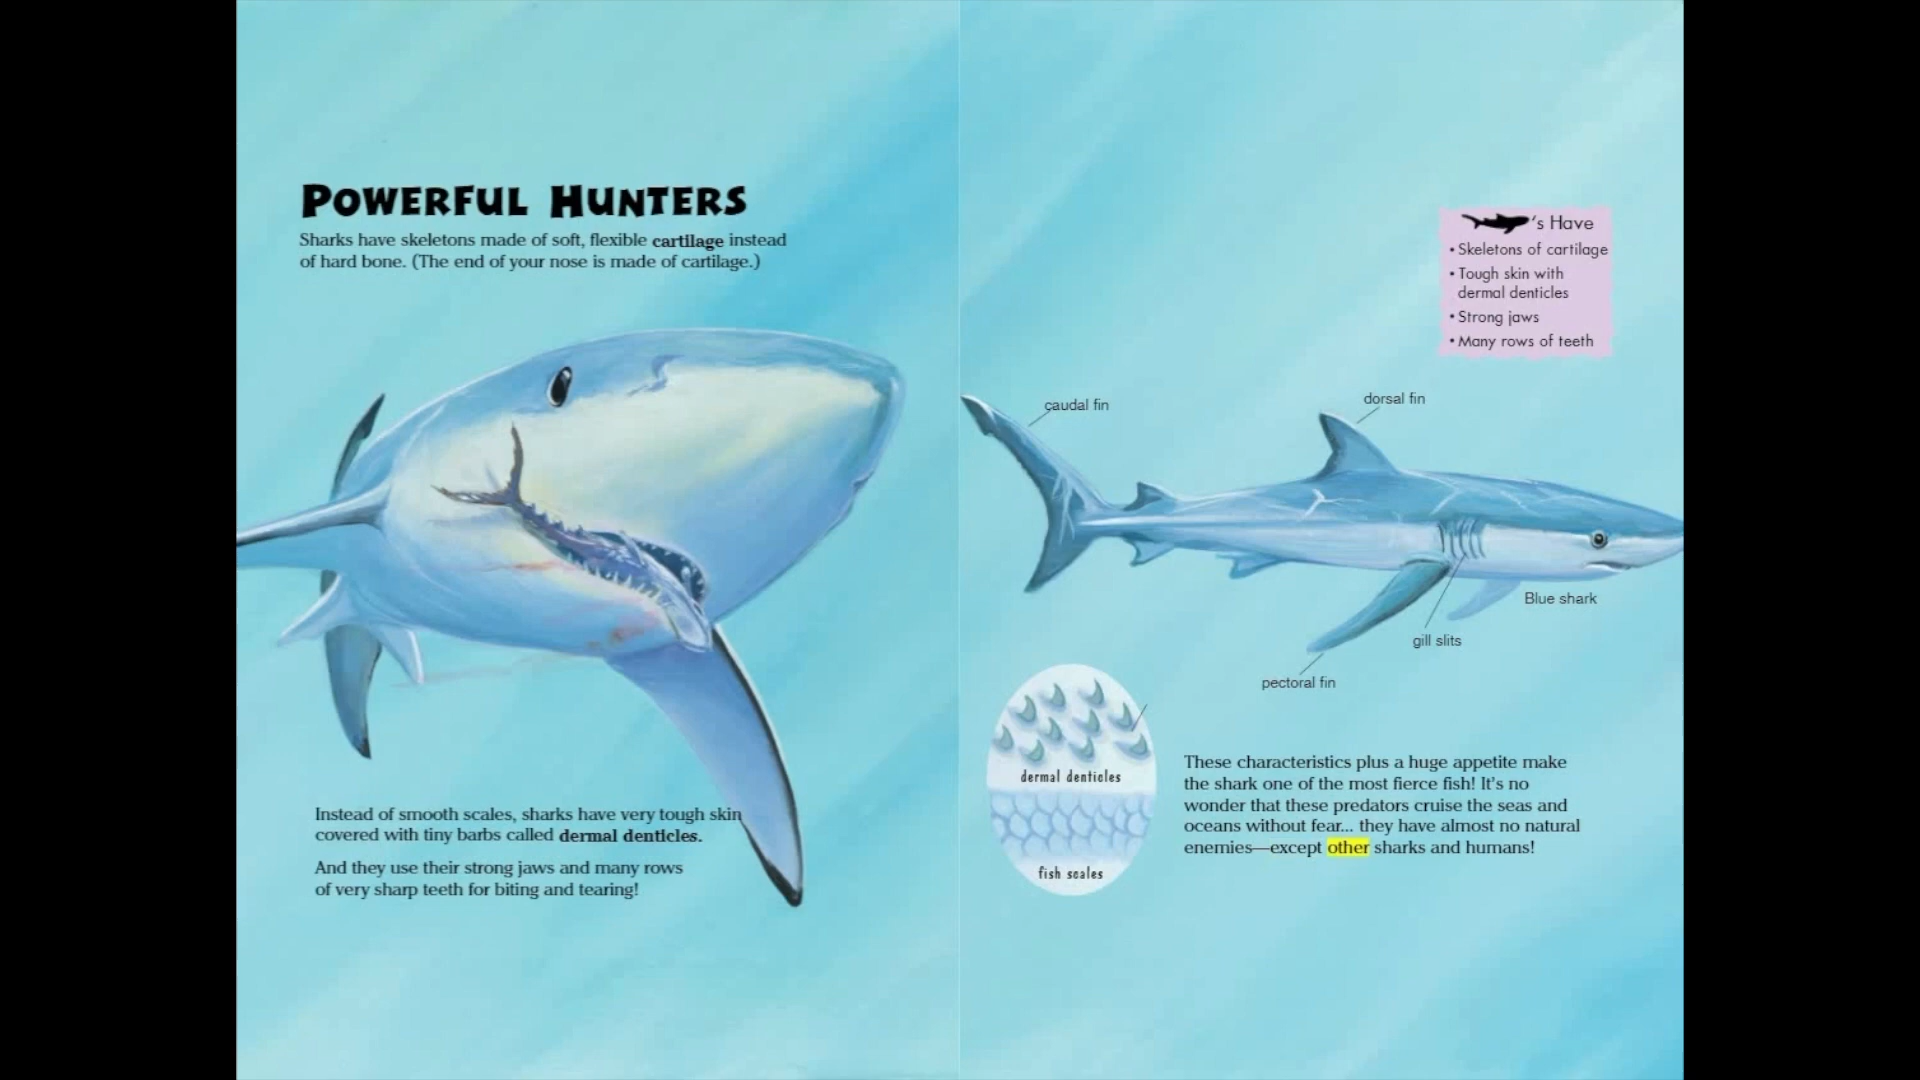 POWERFUL HUNTERS
Sharks have skeletons made of soft, flexible cartilage instead
of hard bone. (The end of your nose is made of cartilage.)
Instead of smooth scales, sharks have very tough skin
covered with tiny barbs called dermal denticles.
And they use their strong jaws and many rows
of very sharp teeth for biting and tearing!
's Have
• Skeletons of cartilage
• Tough skin with
dermal denticles
• Strong jaws
• Many rows of teeth
caudal fin
dorsal fin
Blue shark
gill slits
pectoral fin
dermal denticles
fish scales
These characteristics plus a huge appetite make
the shark one of the most fierce fish! It's no
wonder that these predators cruise the seas and
oceans without fear... they have almost no natural
enemies—except other sharks and humans!